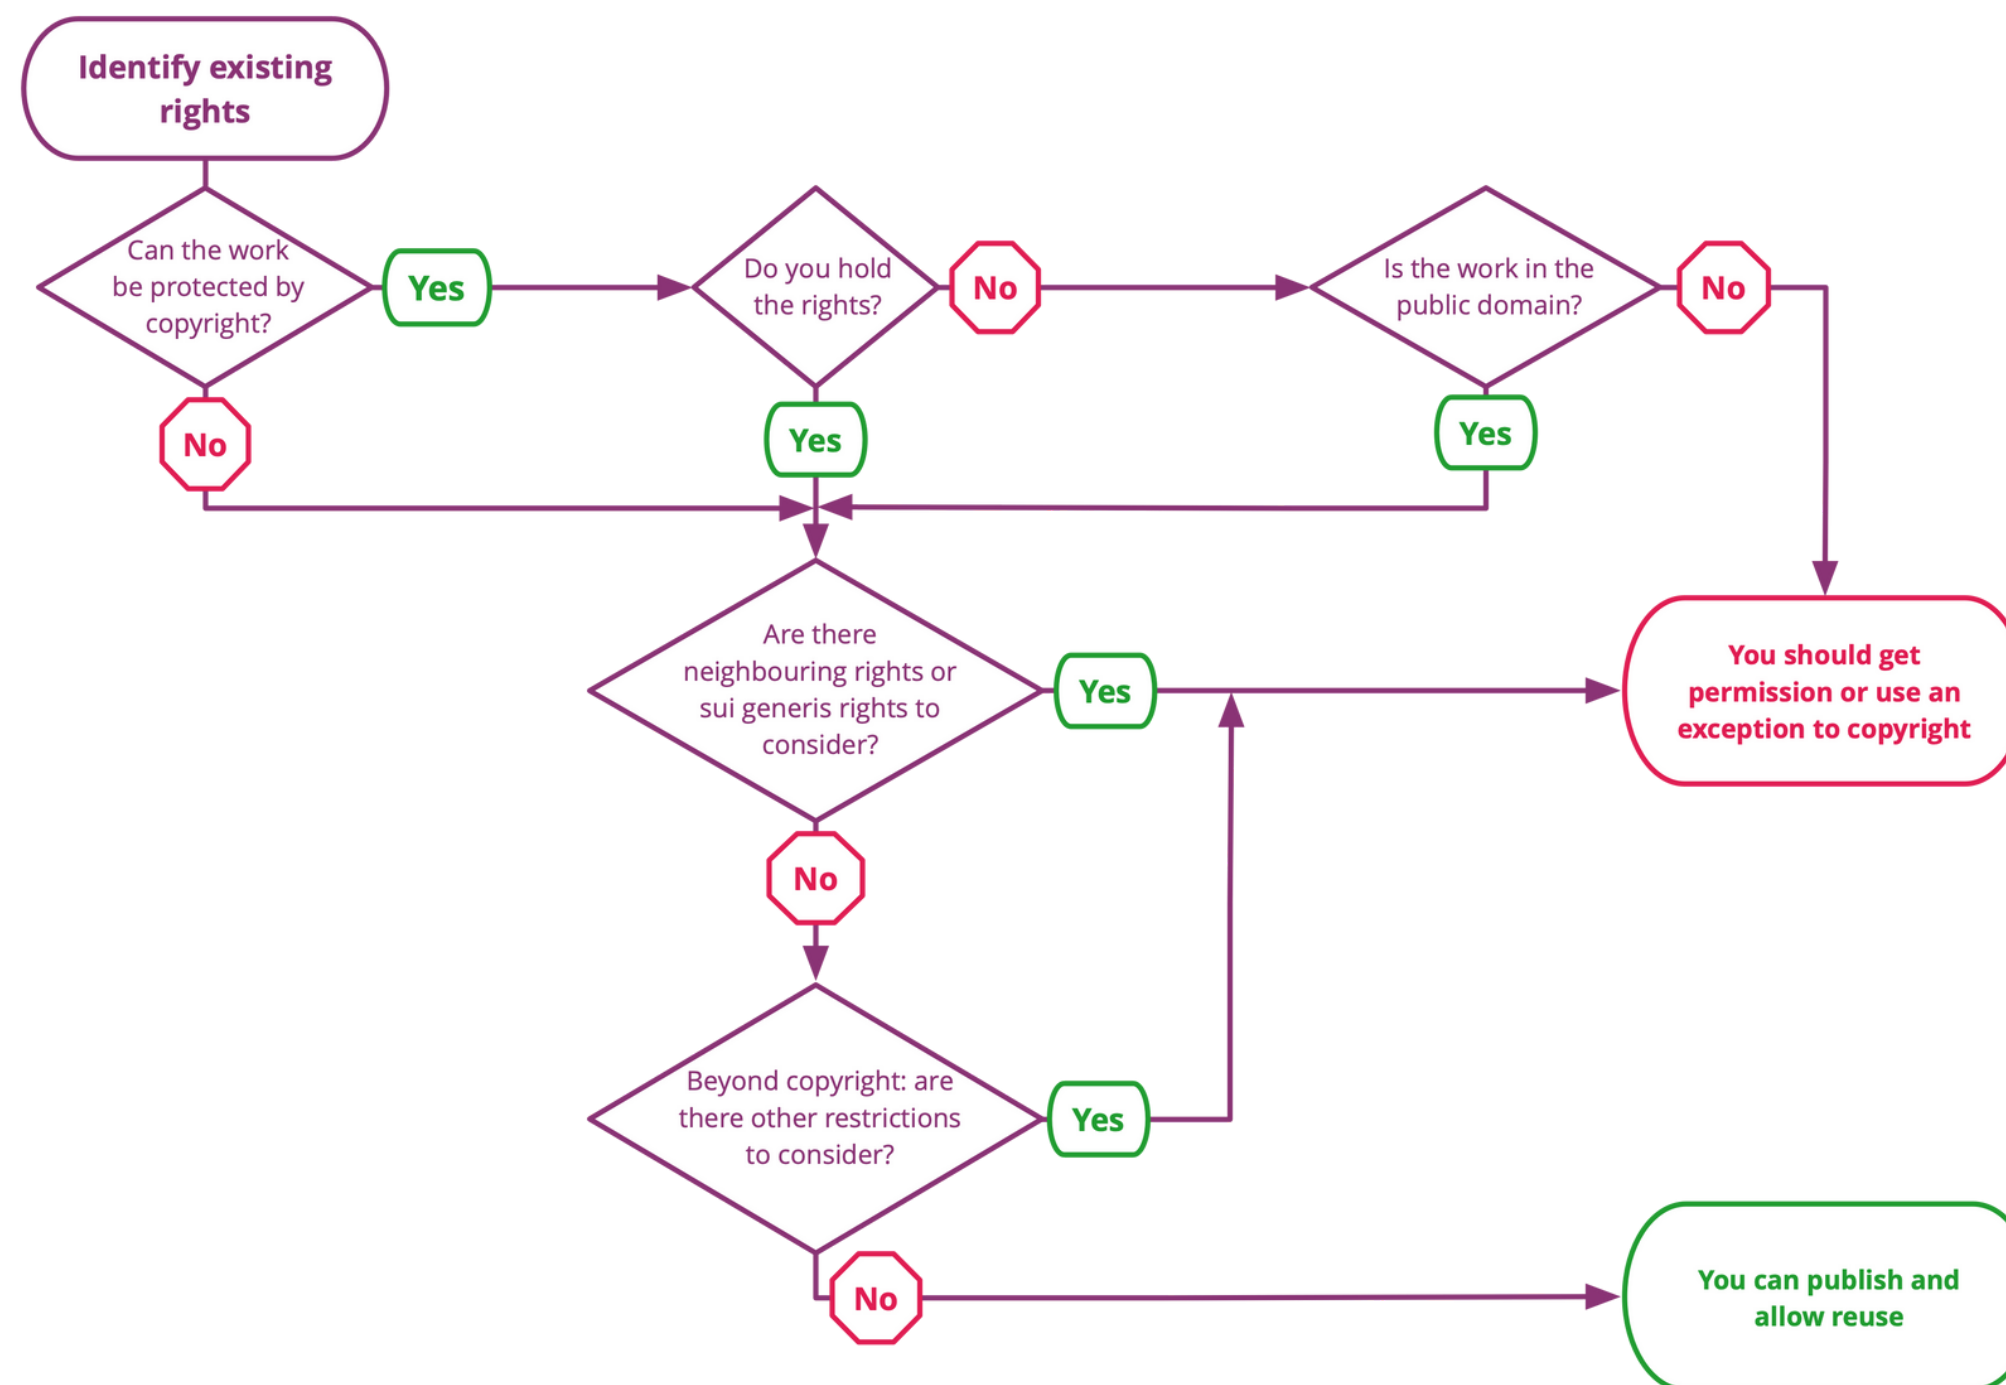 Identify existing
rights
Can the work
be protected by
copyright?
Yes
Do you hold
the rights?
No
Is the work in the
public domain?
No
No
Yes
Yes
Are there
neighbouring rights or
sui generis rights to
consider?
Yes
You should get
permission or use an
exception to copyright
No
Beyond copyright: are
there other restrictions
to consider?
Yes
No
You can publish and
allow reuse